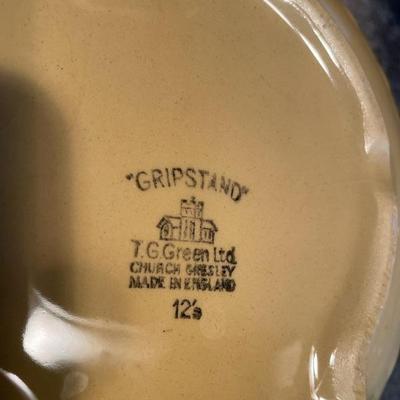 "GRIPSTAND"
T.G.Green Ltd.
CHURCH GRESLEY
MADE IN ENGLAND
12's